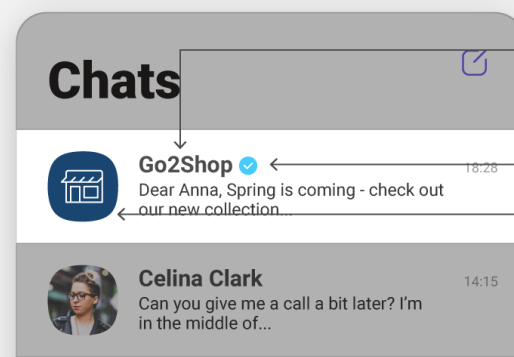 Chats
Go2Shop
18:28
Dear Anna, Spring is coming - check out
our new collection...
Celina Clark
14:15
Can you give me a call a bit later? I'm
in the middle of...